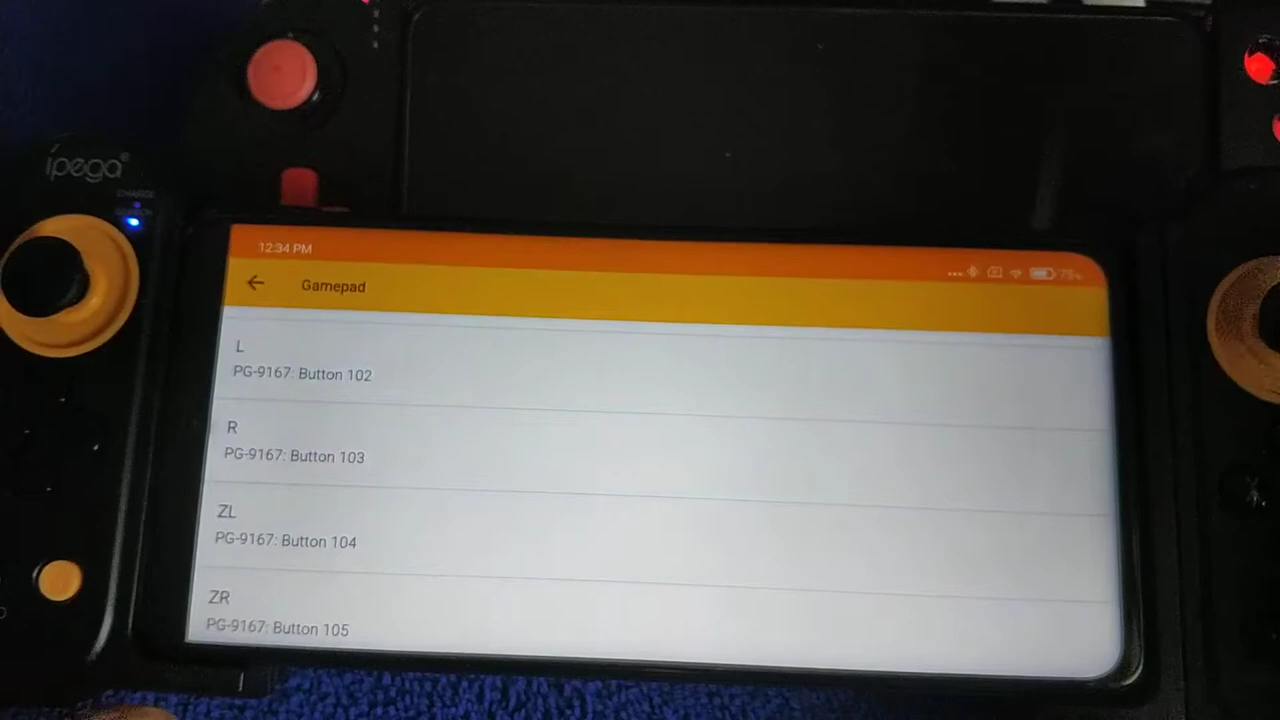 ipega®
12:34 PM
75%
Gamepad
L
PG-9167: Button 102
R
PG-9167: Button 103
ZL
PG-9167: Button 104
ZR
PG-9167: Button 105